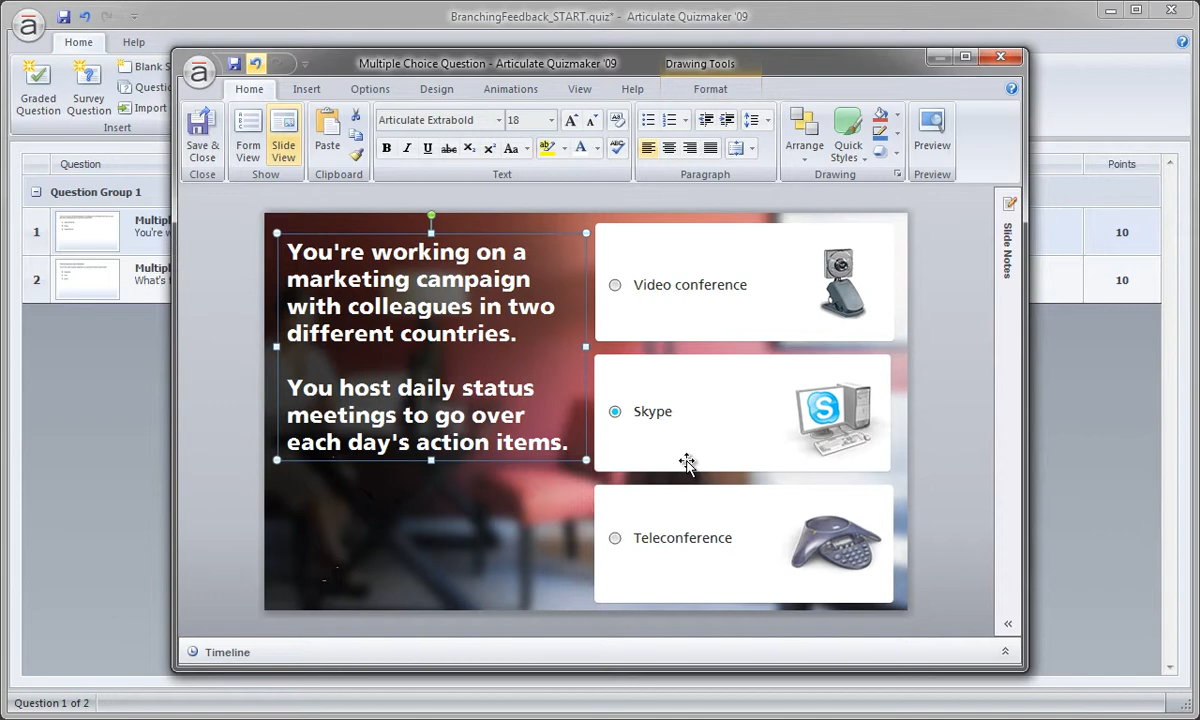 BranchingFeedback_START.quiz* - Articulate Quizmaker '09
Home
Help
Graded Question
Survey Question
Blank S
Questio
Import
Insert
Multiple Choice Question - Articulate Quizmaker '09
Drawing Tools
Home
Insert
Options
Design
Animations
View
Help
Format
Save & Close
Form View
Slide View
Paste
Articulate Extrabold
18
B I U abc X₂ X² Aa
Preview
Arrange
Quick Styles
Close
Show
Clipboard
Text
Paragraph
Drawing
Preview
Question
Points
Question Group 1
1
Multipl
You're w
10
2
Multipl
What's t
10
You're working on a
marketing campaign
with colleagues in two
different countries.
You host daily status
meetings to go over
each day's action items.
Video conference
Skype
Teleconference
Slide Notes
Timeline
Question 1 of 2